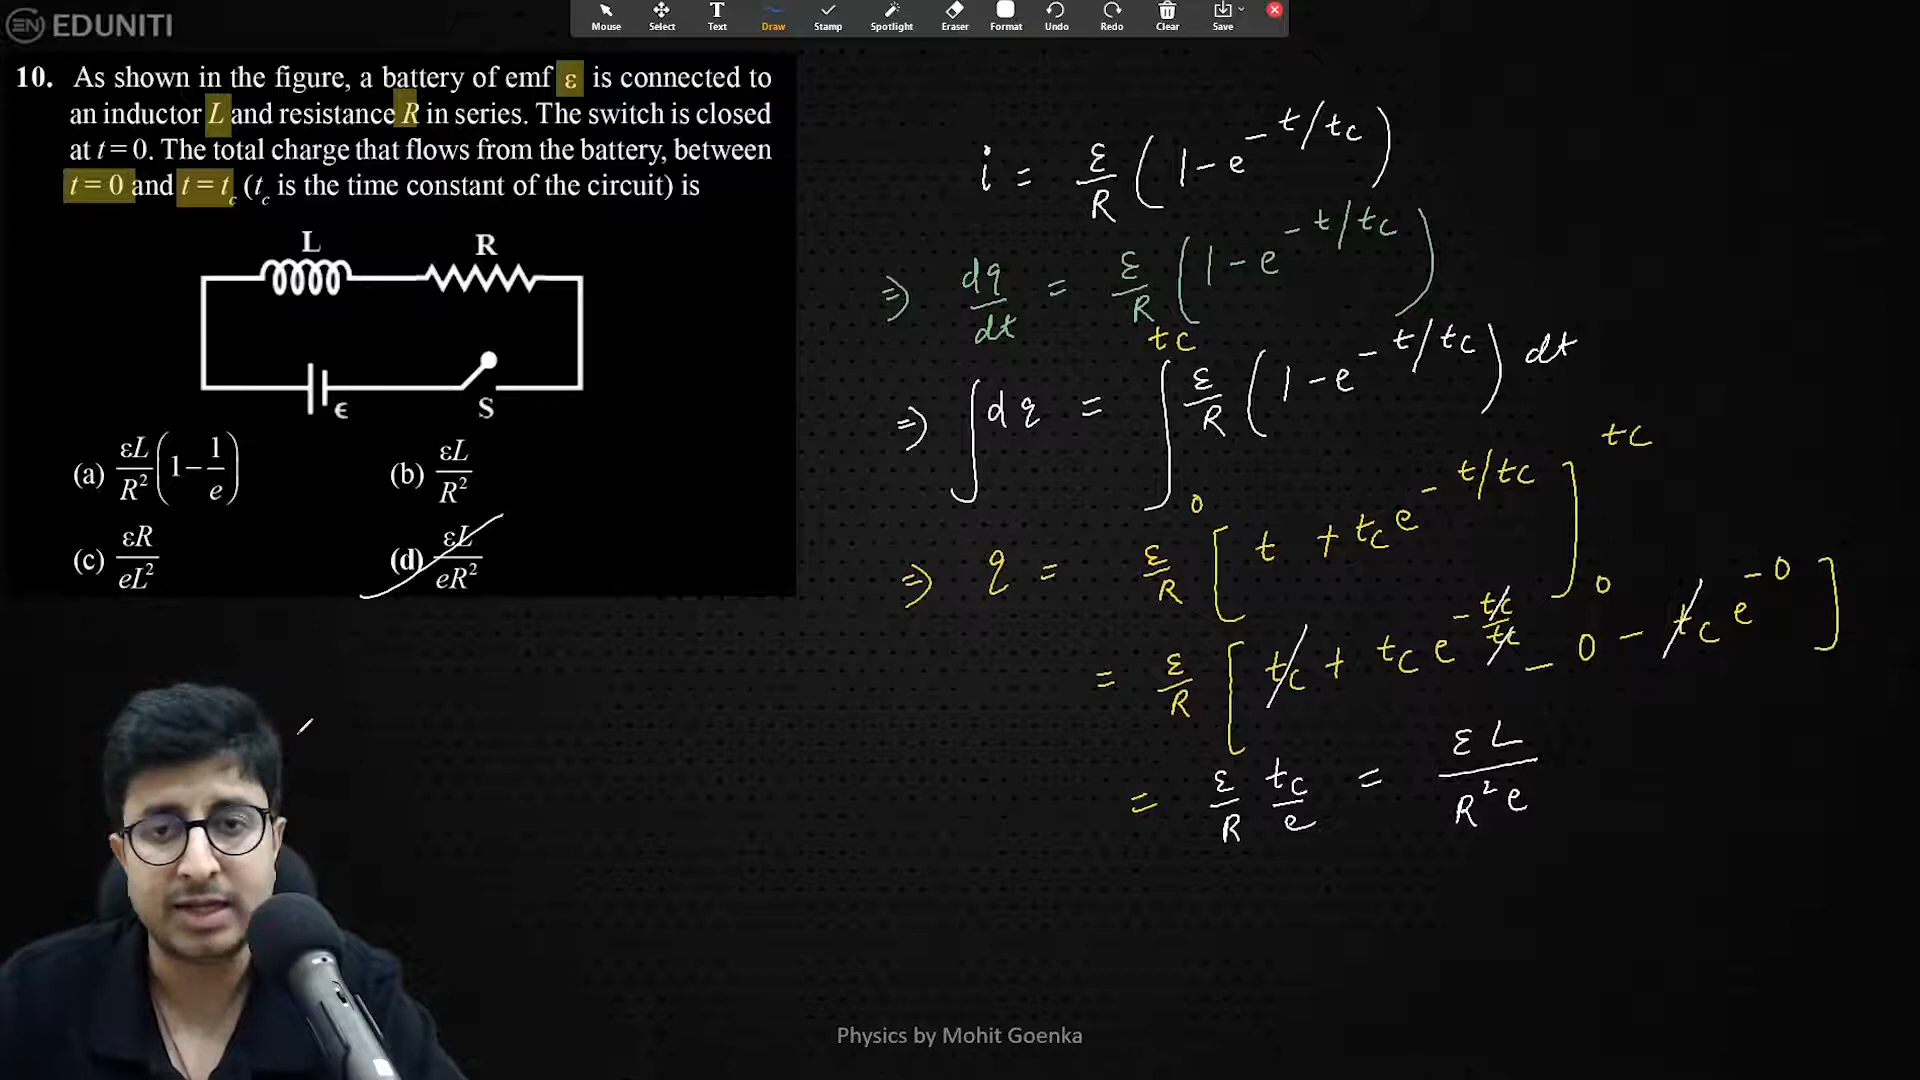 EN EDUNITI
Mouse Select Text Draw Stamp Spotlight Eraser Format Undo Redo Clear Save
10. As shown in the figure, a battery of emf ε is connected to
an inductor L and resistance R in series. The switch is closed
at t = 0. The total charge that flows from the battery, between
t = 0 and t = t_c (t_c is the time constant of the circuit) is
L R
ϵ S
(a) εL/R² (1 − 1/e) (b) εL/R²
(c) εR/eL² (d) εL/eR²
i = ε/R (1 − e^(−t/tc))
⇒ dq/dt = ε/R (1 − e^(−t/tc))
⇒ ∫ dq = ∫₀^tc ε/R (1 − e^(−t/tc)) dt
⇒ q = ε/R [t + tc e^(−t/tc)]₀^tc
= ε/R [tc + tc e^(−tc/tc) − 0 − tc e^(−0)]
= ε/R tc/e = εL/R²e
Physics by Mohit Goenka